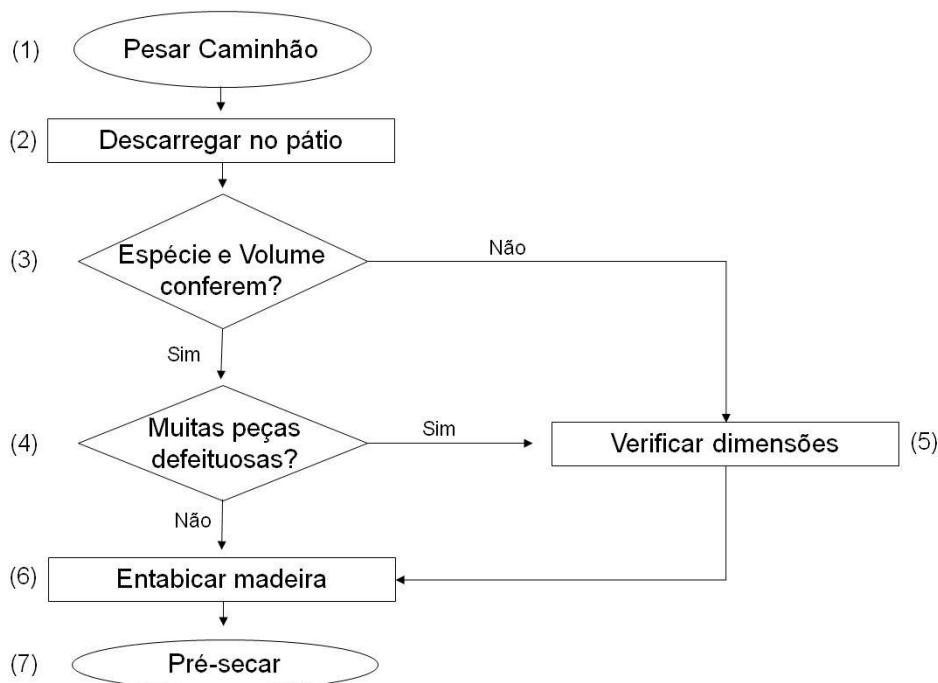 (1) Pesar Caminhão
(2) Descarregar no pátio
(3) Espécie e Volume
conferem?
Não
Sim
(4) Muitas peças
defeituosas?
Sim
Verificar dimensões (5)
Não
(6) Entabicar madeira
(7) Pré-secar